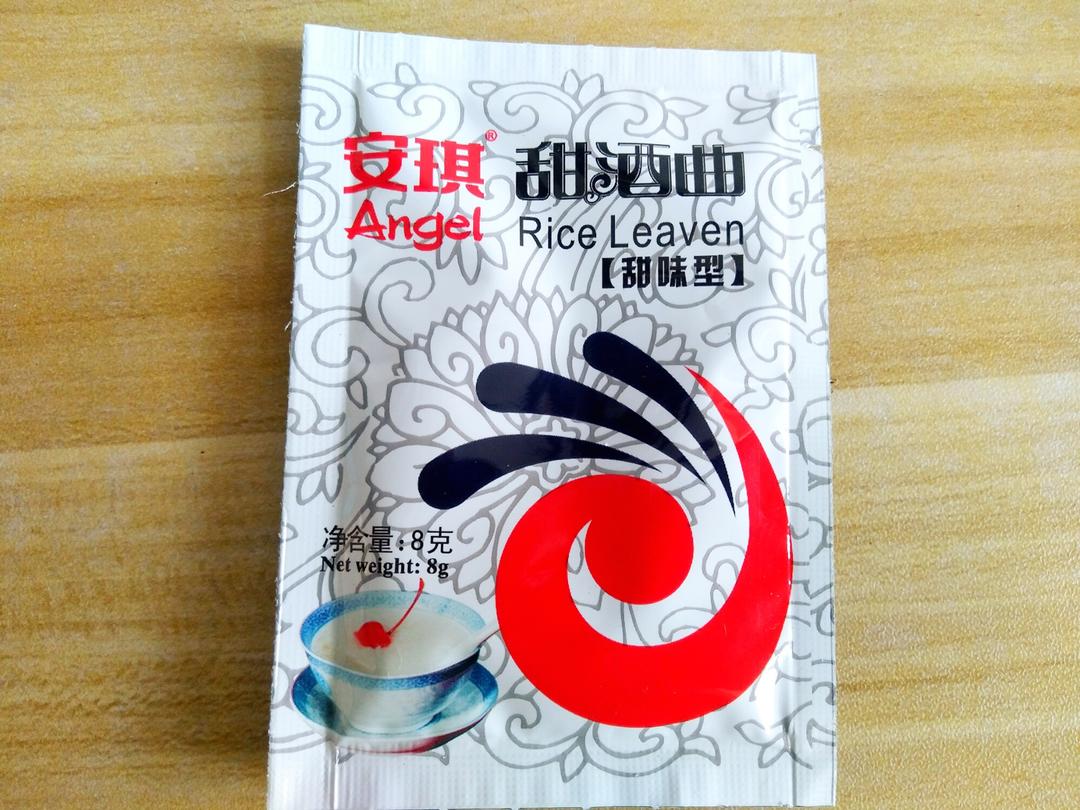 安琪®
Angel
甜酒曲
Rice Leaven
【甜味型】
净含量:8克
Net weight: 8g